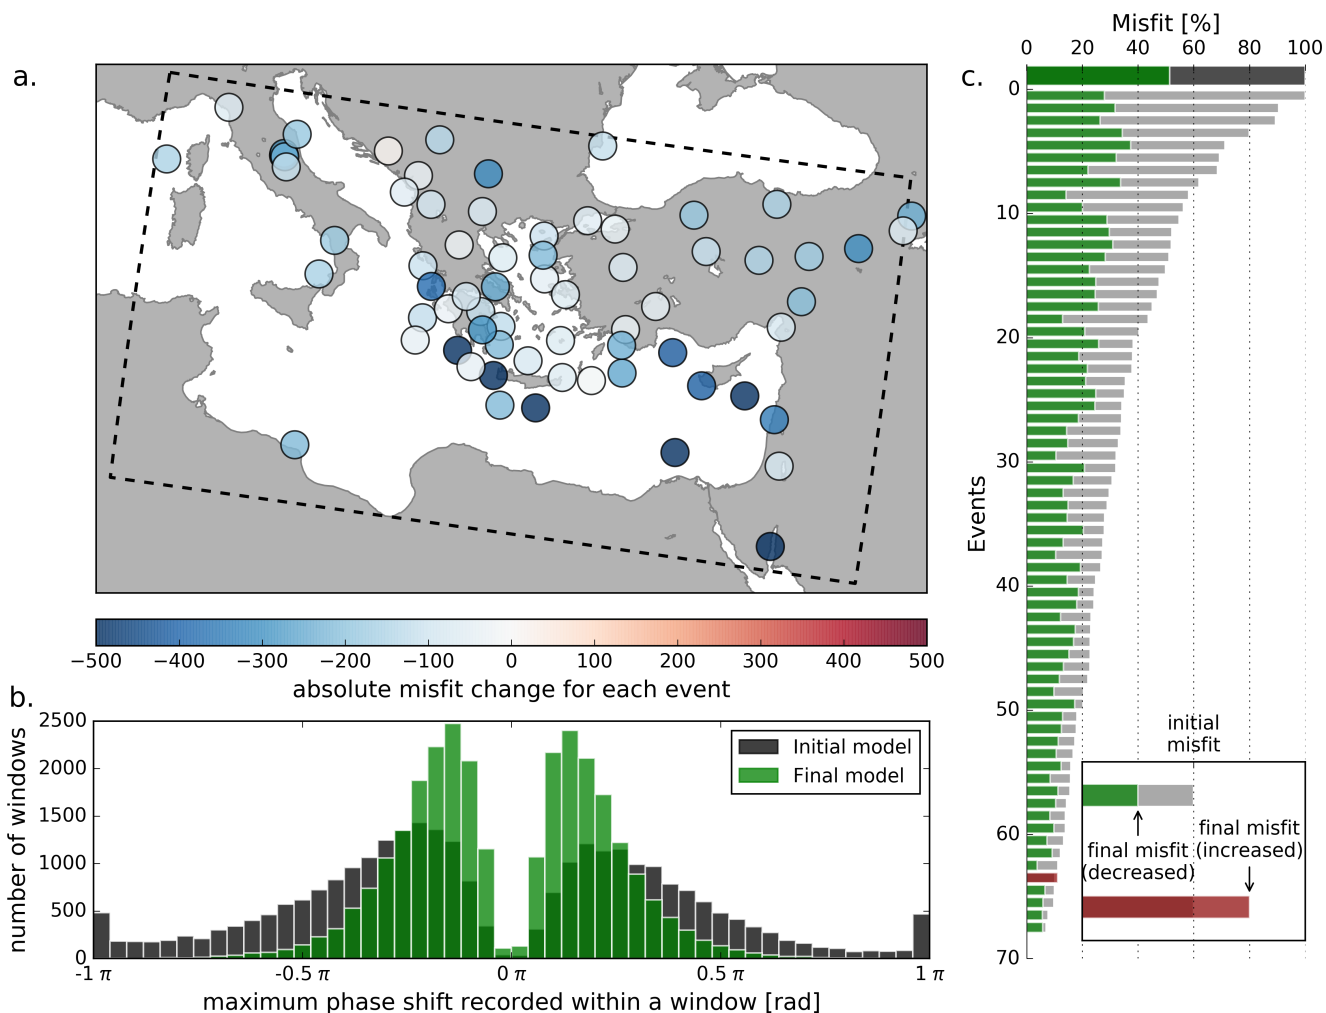 a.
−500 −400 −300 −200 −100 0 100 200 300 400 500
absolute misfit change for each event
b.
number of windows
2500
2000
1500
1000
500
0
Initial model
Final model
-1 π -0.5 π 0 π 0.5 π 1 π
maximum phase shift recorded within a window [rad]
c.
Misfit [%]
0 20 40 60 80 100
Events
0
10
20
30
40
50
60
70
initial
misfit
final misfit
(decreased)
final misfit
(increased)